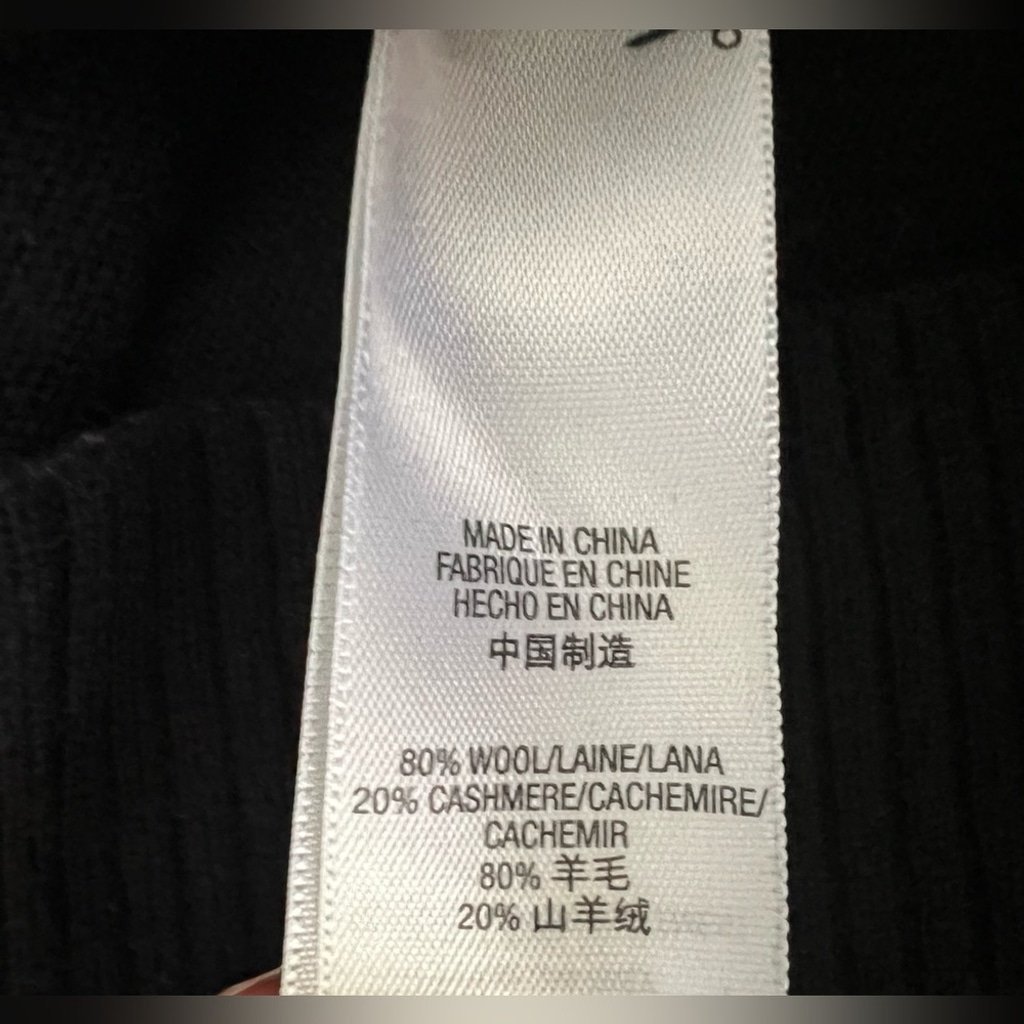 MADE IN CHINA
FABRIQUE EN CHINE
HECHO EN CHINA
中国制造
80% WOOL/LAINE/LANA
20% CASHMERE/CACHEMIRE/
CACHEMIR
80% 羊毛
20% 山羊绒